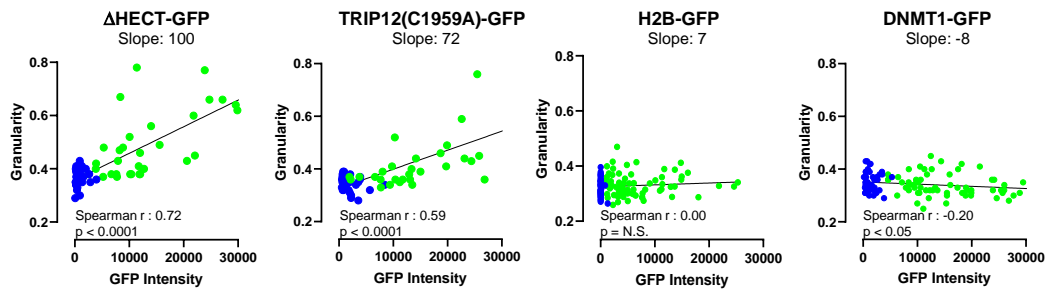 ΔHECT-GFP
Slope: 100
Granularity
0.8
0.6
0.4
0.2
Spearman r : 0.72
p < 0.0001
0
10000
20000
30000
GFP Intensity
TRIP12(C1959A)-GFP
Slope: 72
Granularity
0.8
0.6
0.4
0.2
Spearman r : 0.59
p < 0.0001
0
10000
20000
30000
GFP Intensity
H2B-GFP
Slope: 7
Granularity
0.8
0.6
0.4
0.2
Spearman r : 0.00
p = N.S.
0
10000
20000
30000
GFP Intensity
DNMT1-GFP
Slope: -8
Granularity
0.8
0.6
0.4
0.2
Spearman r : -0.20
p < 0.05
0
10000
20000
30000
GFP Intensity